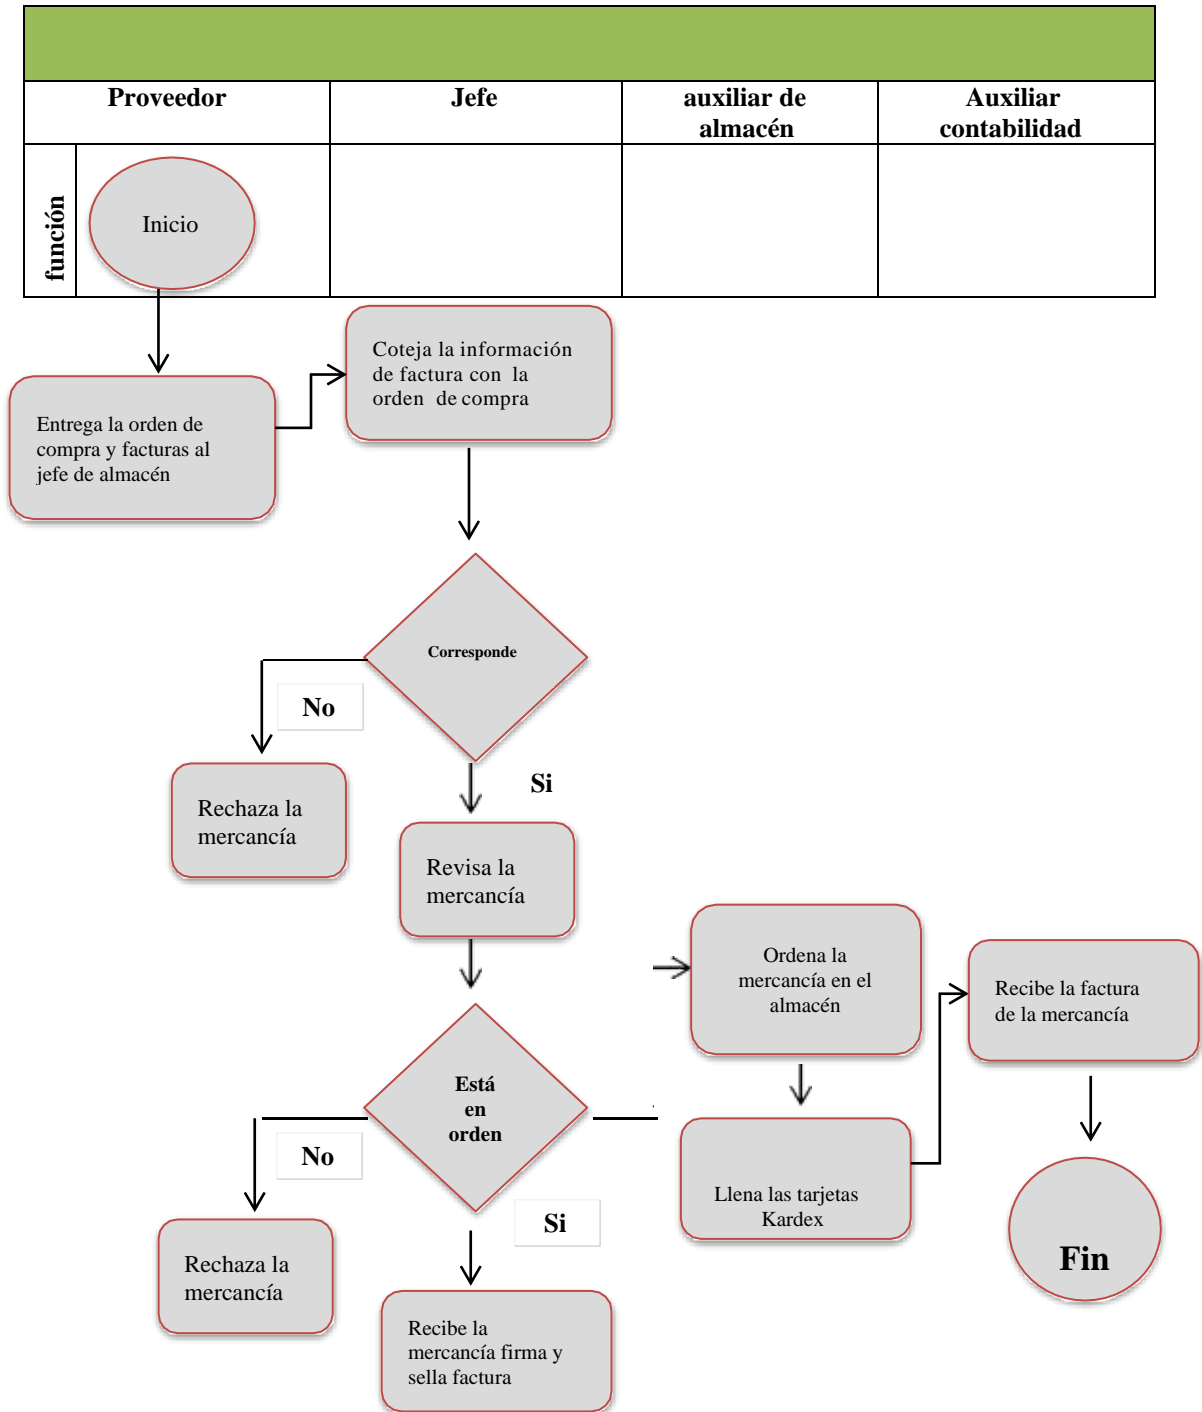 Proveedor
Jefe
auxiliar de
almacén
Auxiliar
contabilidad
función
Inicio
Entrega la orden de
compra y facturas al
jefe de almacén
Coteja la información
de factura con la
orden de compra
Corresponde
No
Si
Rechaza la
mercancía
Revisa la
mercancía
Ordena la
mercancía en el
almacén
Recibe la factura
de la mercancía
Está
en
orden
No
Si
Llena las tarjetas
Kardex
Fin
Rechaza la
mercancía
Recibe la
mercancía firma y
sella factura